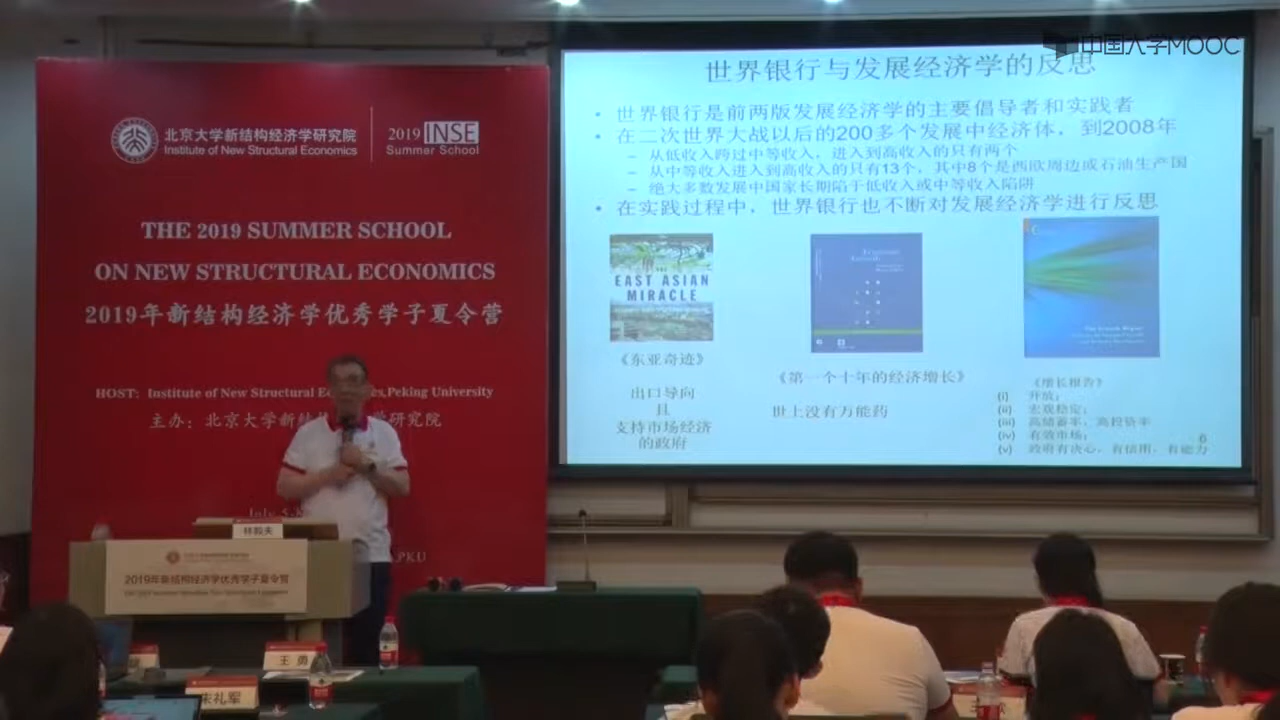 中国大学MOOC
北京大学新结构经济学研究院
Institute of New Structural Economics
2019 INSE
Summer School
THE 2019 SUMMER SCHOOL
ON NEW STRUCTURAL ECONOMICS
2019年新结构经济学优秀学子夏令营
HOST: Institute of New Structural Ec
,Peking University
主办：北京大学新结
学研究院
July 5
PKU
林毅夫
2019年新结构经济学优秀学子夏令营
王 勇
朱礼军
世界银行与发展经济学的反思
• 世界银行是前两版发展经济学的主要倡导者和实践者
• 在二次世界大战以后的200多个发展中经济体，到2008年
– 从低收入跨过中等收入，进入到高收入的只有两个
– 从中等收入进入到高收入的只有13个，其中8个是西欧周边或石油生产国
– 绝大多数发展中国家长期陷于低收入或中等收入陷阱
• 在实践过程中，世界银行也不断对发展经济学进行反思
THE
EAST ASIAN
MIRACLE
《东亚奇迹》
出口导向
且
支持市场经济
的政府
《第一个十年的经济增长》
世上没有万能药
The Growth Report
《增长报告》
(i) 开放；
(ii) 宏观稳定；
(iii) 高储蓄率，高投资率
(iv) 有效市场；
(v) 政府有决心，有信用，有能力
6